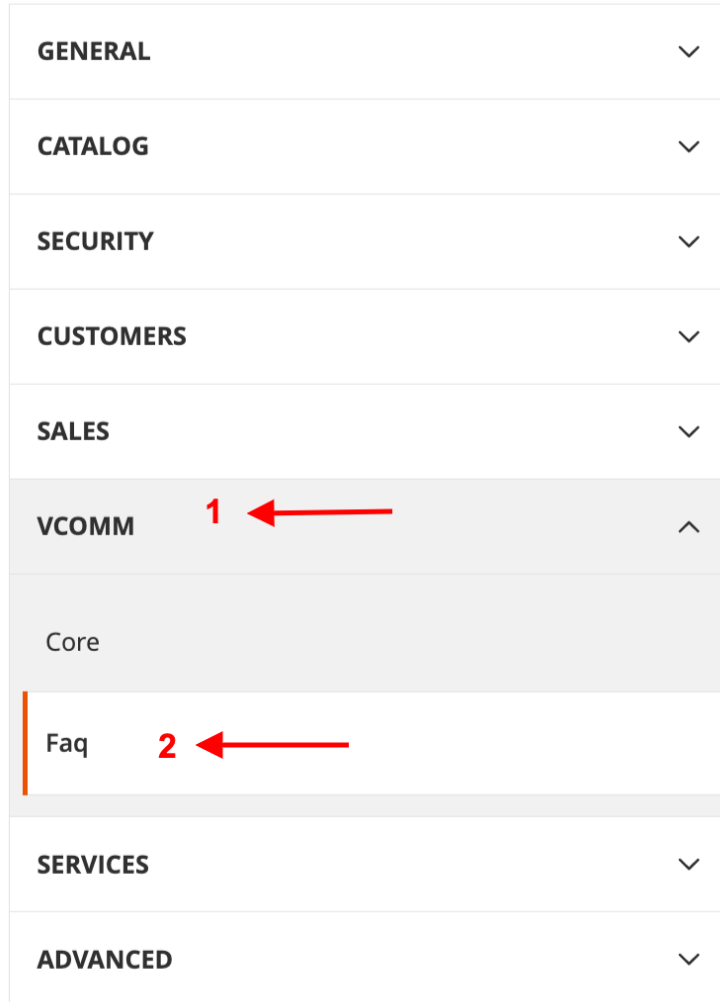 GENERAL
CATALOG
SECURITY
CUSTOMERS
SALES
VCOMM 1
Core
Faq 2
SERVICES
ADVANCED